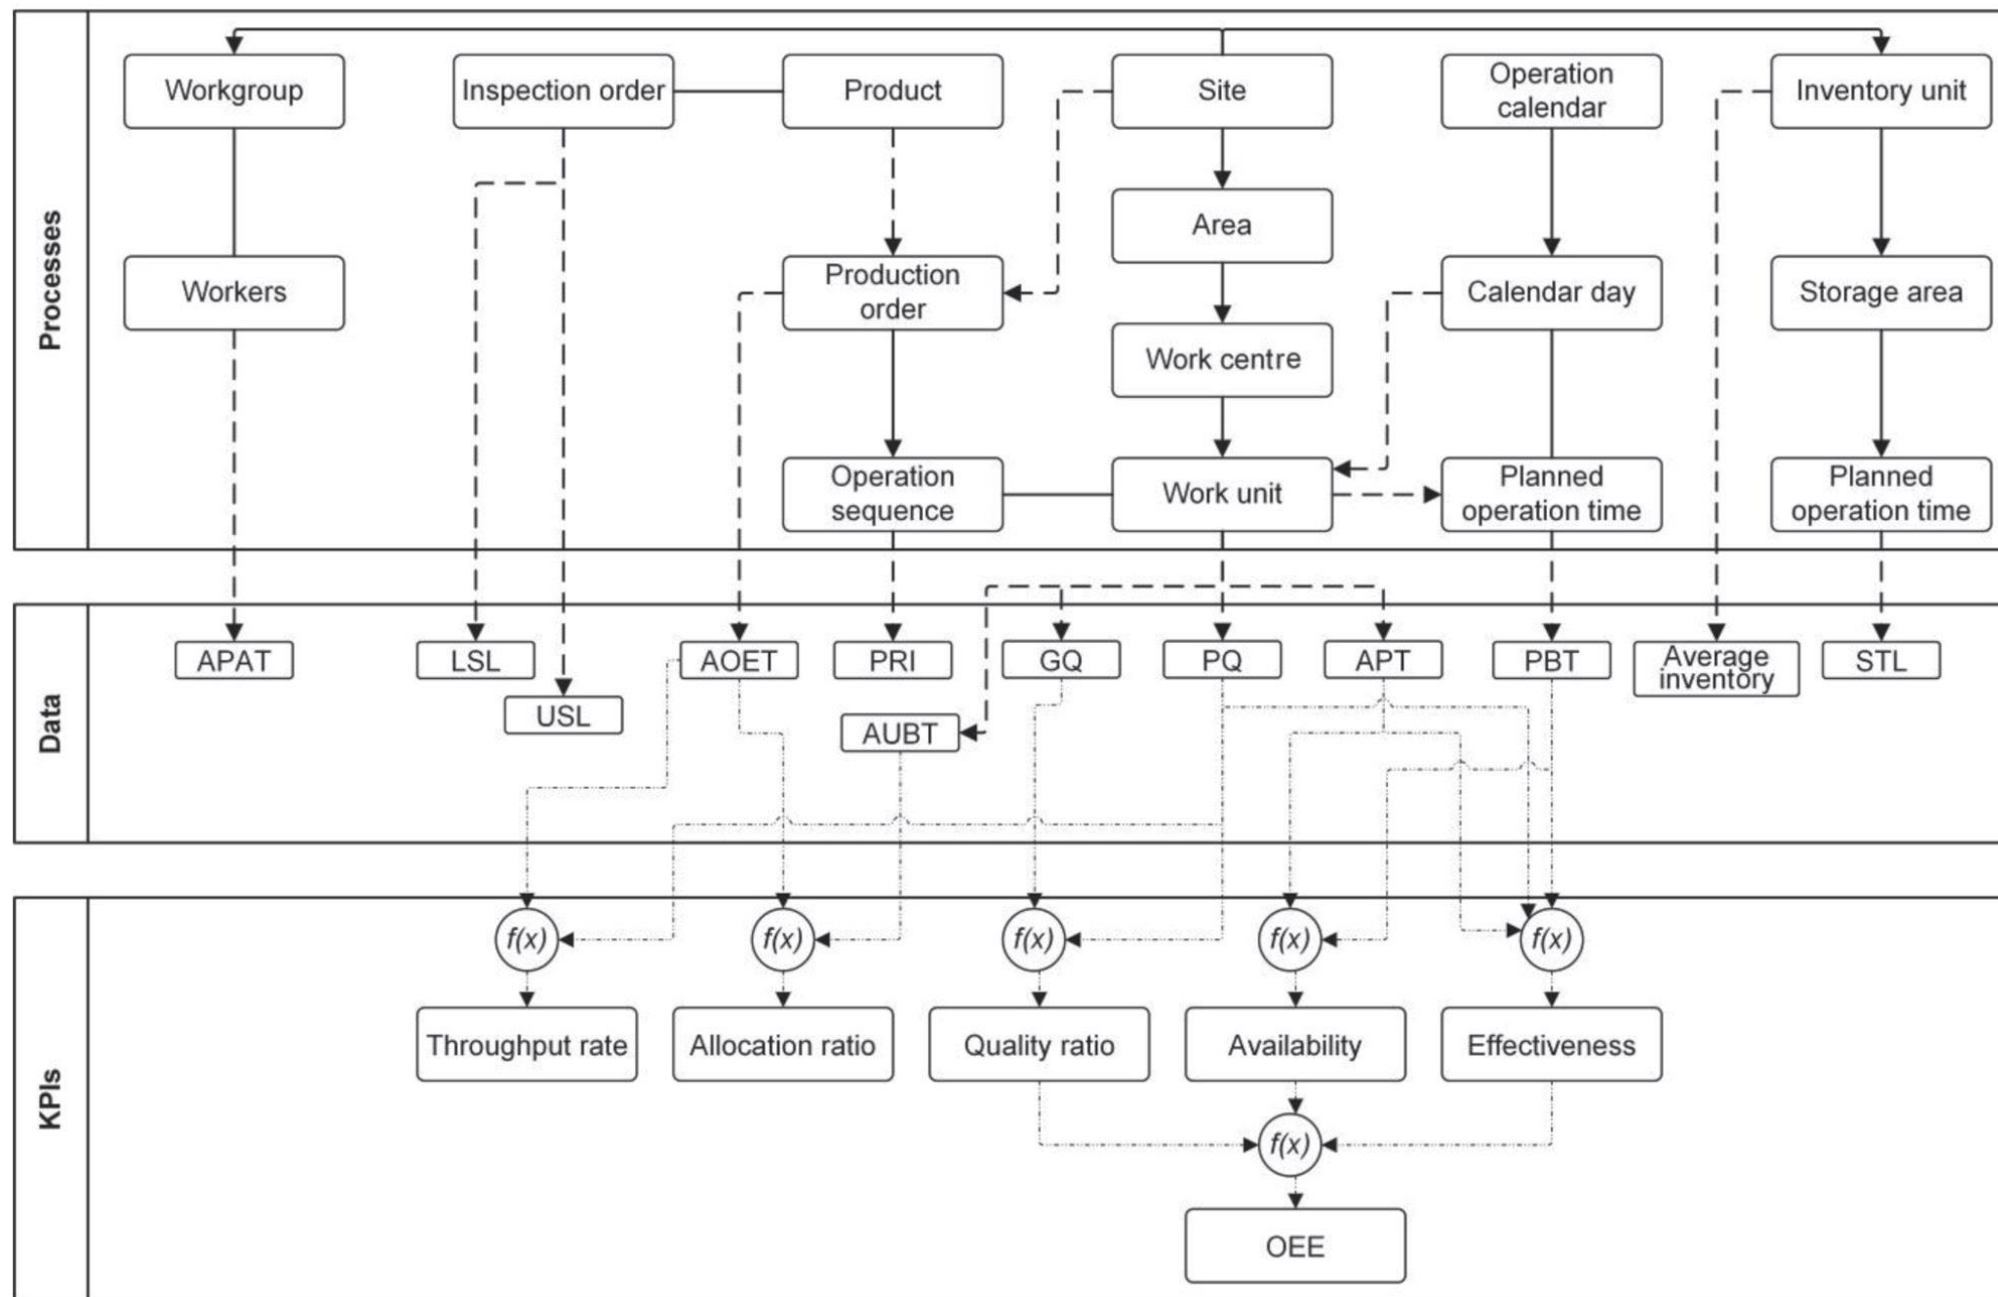 Processes
Workgroup
Inspection order
Product
Site
Operation
calendar
Inventory unit
Area
Workers
Production
order
Calendar day
Storage area
Work centre
Operation
sequence
Work unit
Planned
operation time
Planned
operation time
Data
APAT
LSL
AOET
PRI
GQ
PQ
APT
PBT
Average
inventory
STL
USL
AUBT
KPIs
f(x)
f(x)
f(x)
f(x)
f(x)
Throughput rate
Allocation ratio
Quality ratio
Availability
Effectiveness
f(x)
OEE